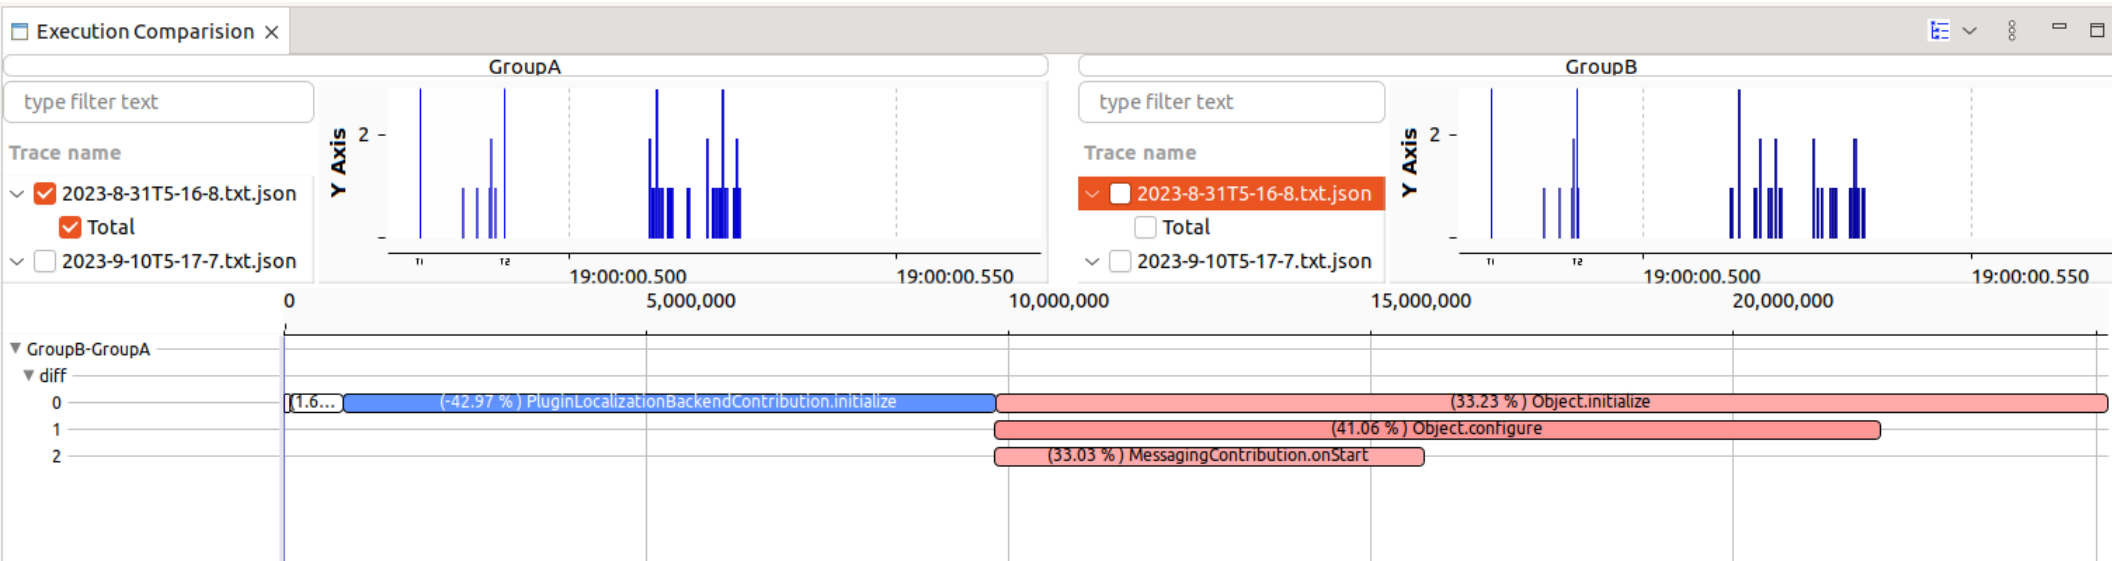 Execution Comparision
GroupA
type filter text
Trace name
2023-8-31T5-16-8.txt.json
Total
2023-9-10T5-17-7.txt.json
Y Axis
2
T1
T2
19:00:00.500
19:00:00.550
GroupB
type filter text
Trace name
2023-8-31T5-16-8.txt.json
Total
2023-9-10T5-17-7.txt.json
Y Axis
2
T1
T2
19:00:00.500
19:00:00.550
0 5,000,000 10,000,000 15,000,000 20,000,000
GroupB-GroupA
diff
0 (1.6... (-42.97 % ) PluginLocalizationBackendContribution.initialize (33.23 % ) Object.initialize
1 (41.06 % ) Object.configure
2 (33.03 % ) MessagingContribution.onStart